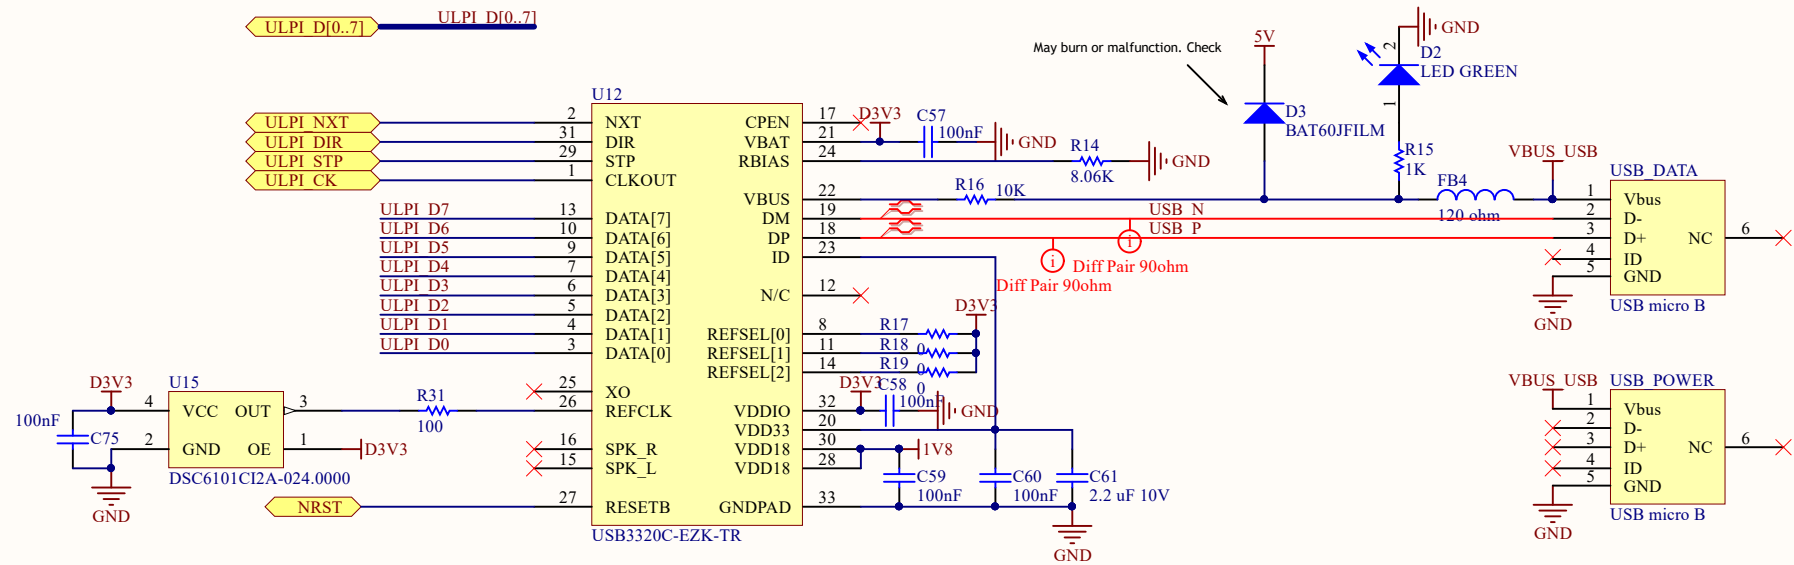 ULPI_D[0..7] ULPI_D[0..7]
May burn or malfunction. Check
5V
GND
2
D2
LED GREEN
1
D3
BAT60JFILM
R15
1K
ULPI_NXT
ULPI_DIR
ULPI_STP
ULPI_CK
ULPI_D7
ULPI_D6
ULPI_D5
ULPI_D4
ULPI_D3
ULPI_D2
ULPI_D1
ULPI_D0
U12
2 NXT CPEN 17
31 DIR VBAT 21
29 STP RBIAS 24
1 CLKOUT
VBUS 22
13 DATA[7] DM 19
10 DATA[6] DP 18
9 DATA[5] ID 23
7 DATA[4]
6 DATA[3] N/C 12
5 DATA[2]
4 DATA[1] REFSEL[0] 8
3 DATA[0] REFSEL[1] 11
REFSEL[2] 14
25 XO
26 REFCLK VDDIO 32
VDD33 20
16 SPK_R VDD18 30
15 SPK_L VDD18 28
27 RESETB GNDPAD 33
USB3320C-EZK-TR
D3V3
C57
100nF
GND
R14
8.06K
GND
R16 10K
USB_N
USB_P
i
i
Diff Pair 90ohm
Diff Pair 90ohm
FB4
120 ohm
VBUS_USB
USB_DATA
1 Vbus
2 D-
3 D+ NC 6
4 ID
5 GND
USB micro B
GND
D3V3
R17
R18 0
R19 0
0
D3V3
C58
100nF
GND
1V8
C59
100nF
C60
100nF
C61
2.2 uF 10V
GND
VBUS_USB
USB_POWER
1 Vbus
2 D-
3 D+ NC 6
4 ID
5 GND
USB micro B
GND
D3V3
U15
100nF
C75
4 VCC OUT 3
2 GND OE 1
DSC6101CI2A-024.0000
GND
R31
100
D3V3
NRST